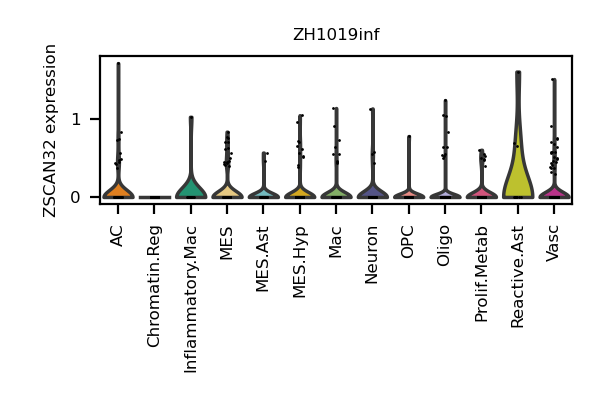 ZH1019inf
ZSCAN32 expression
1
0
AC
Chromatin.Reg
Inflammatory.Mac
MES
MES.Ast
MES.Hyp
Mac
Neuron
OPC
Oligo
Prolif.Metab
Reactive.Ast
Vasc